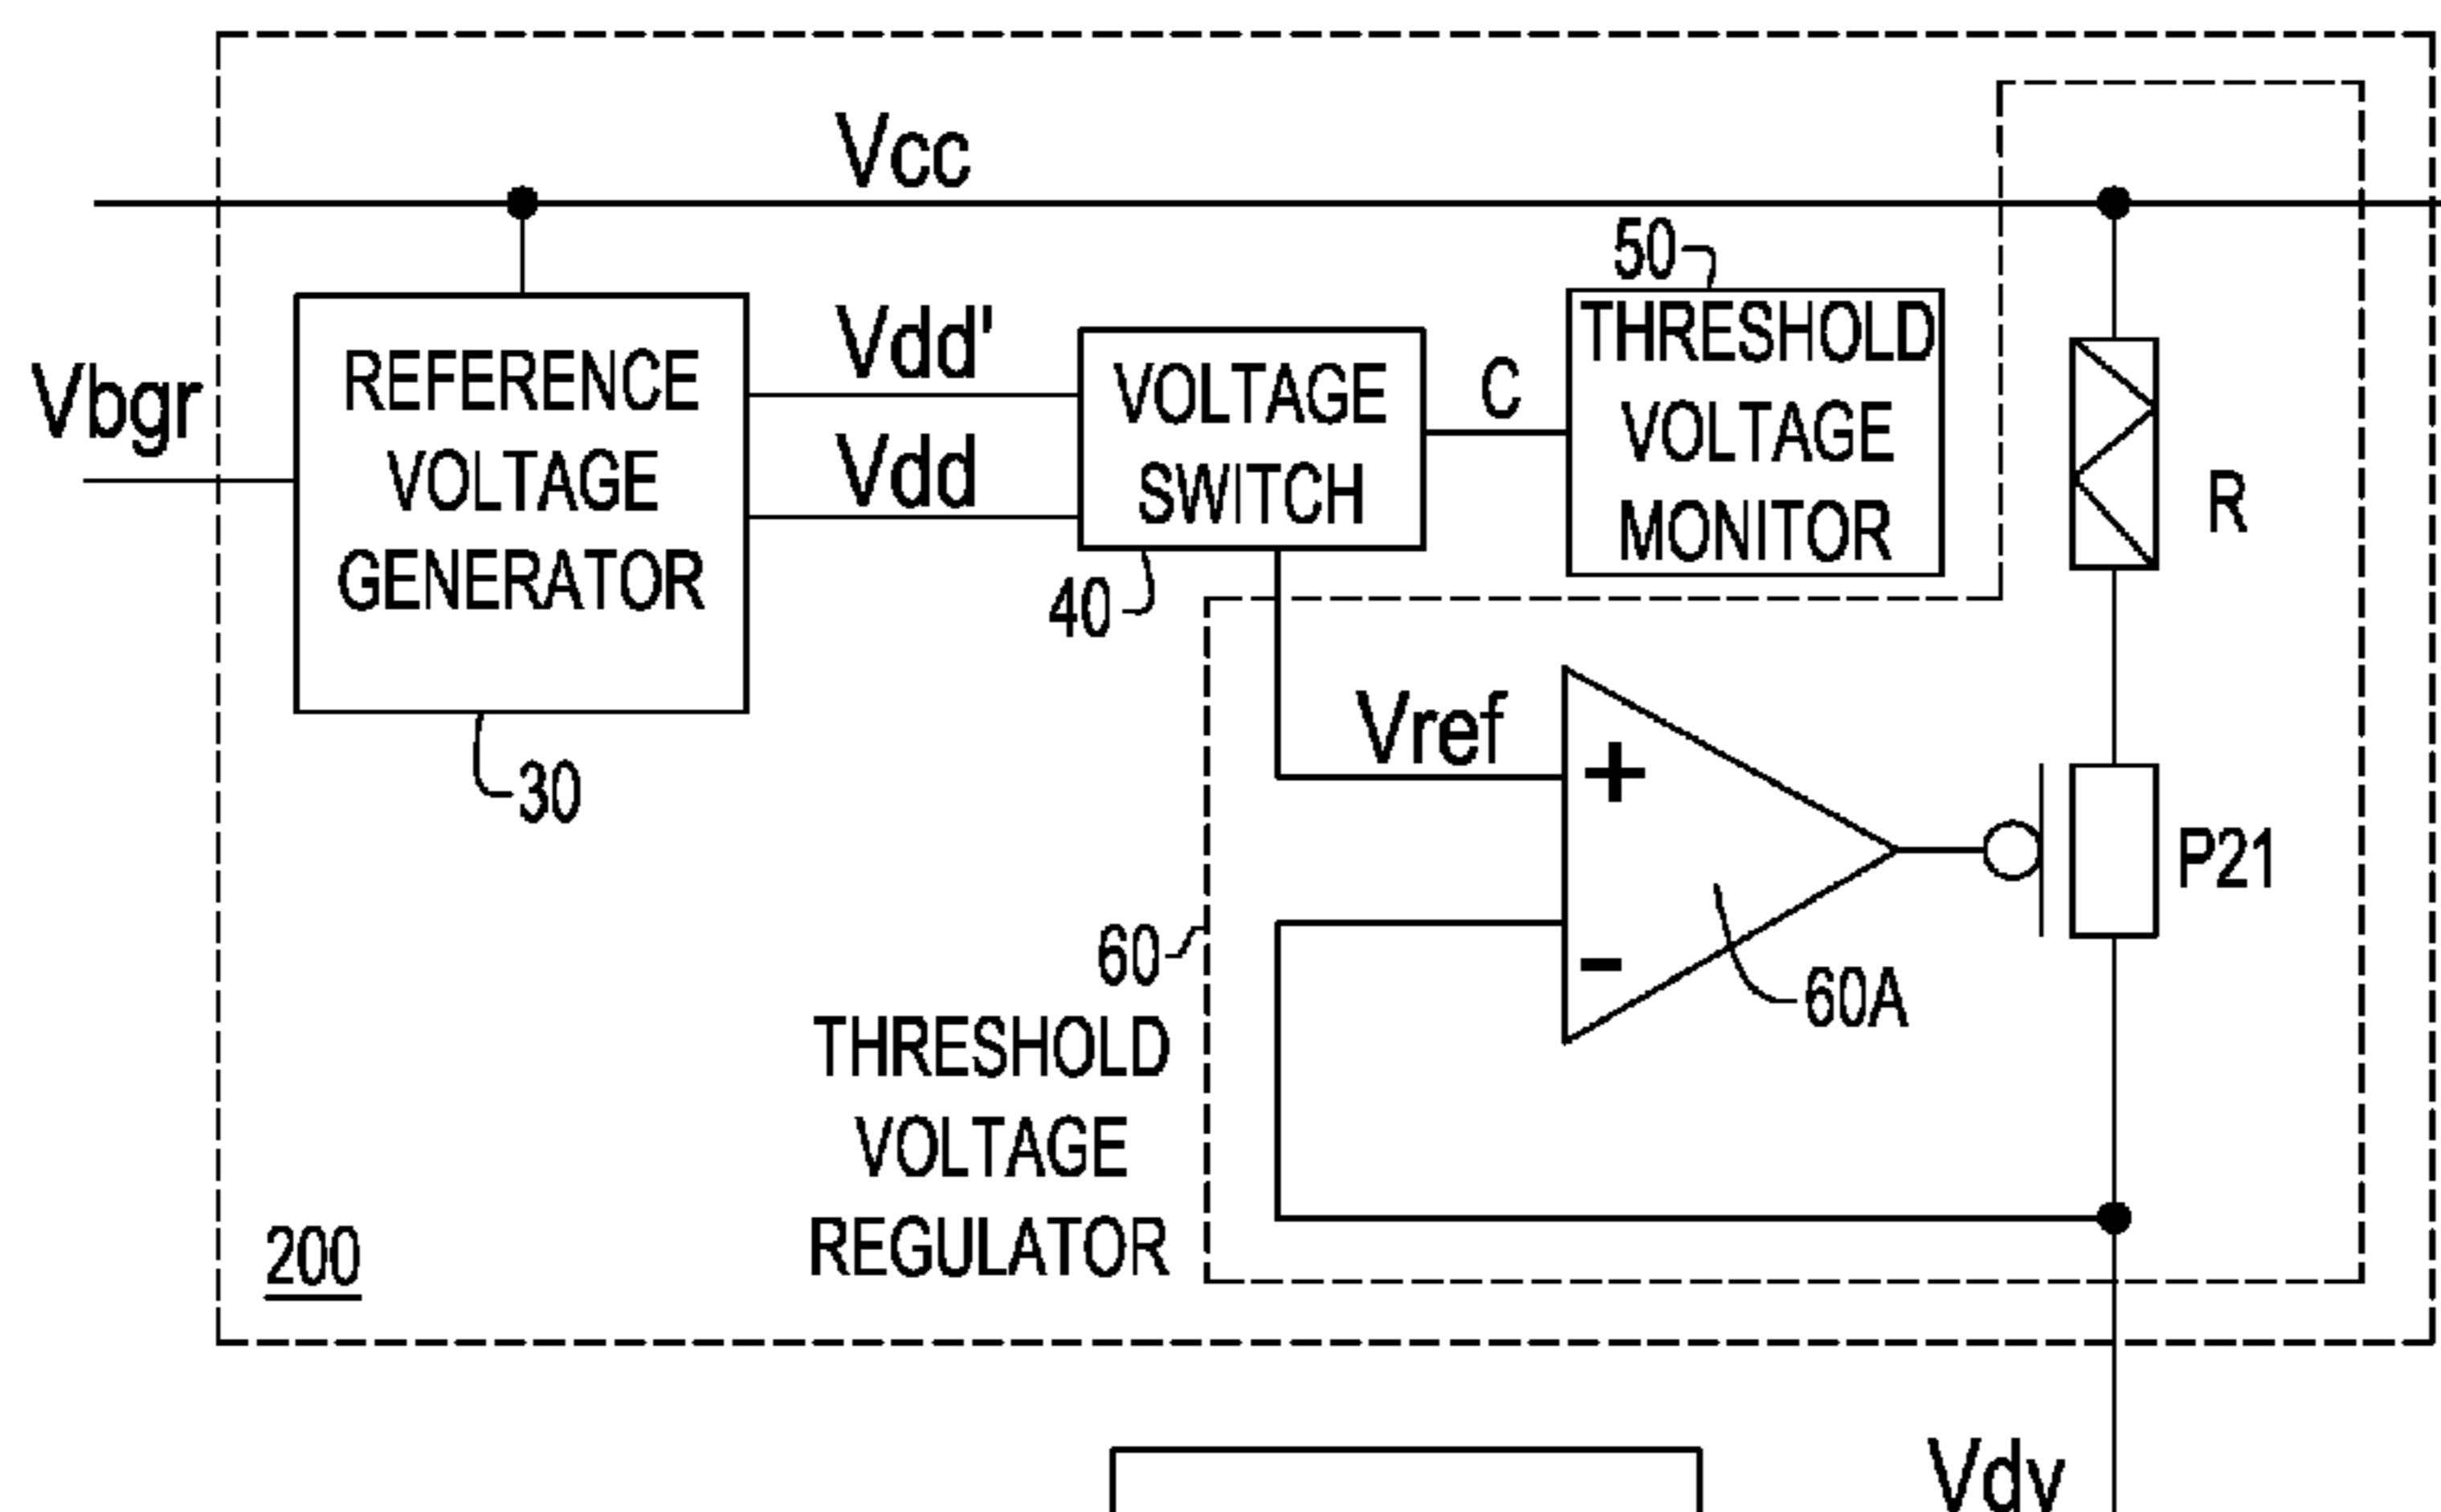 Vcc
50
THRESHOLD
VOLTAGE
MONITOR
Vbgr
REFERENCE
VOLTAGE
GENERATOR
Vdd'
Vdd
VOLTAGE
SWITCH
C
R
40
30
Vref
+
-
P21
60
60A
THRESHOLD
VOLTAGE
REGULATOR
200
Vdv